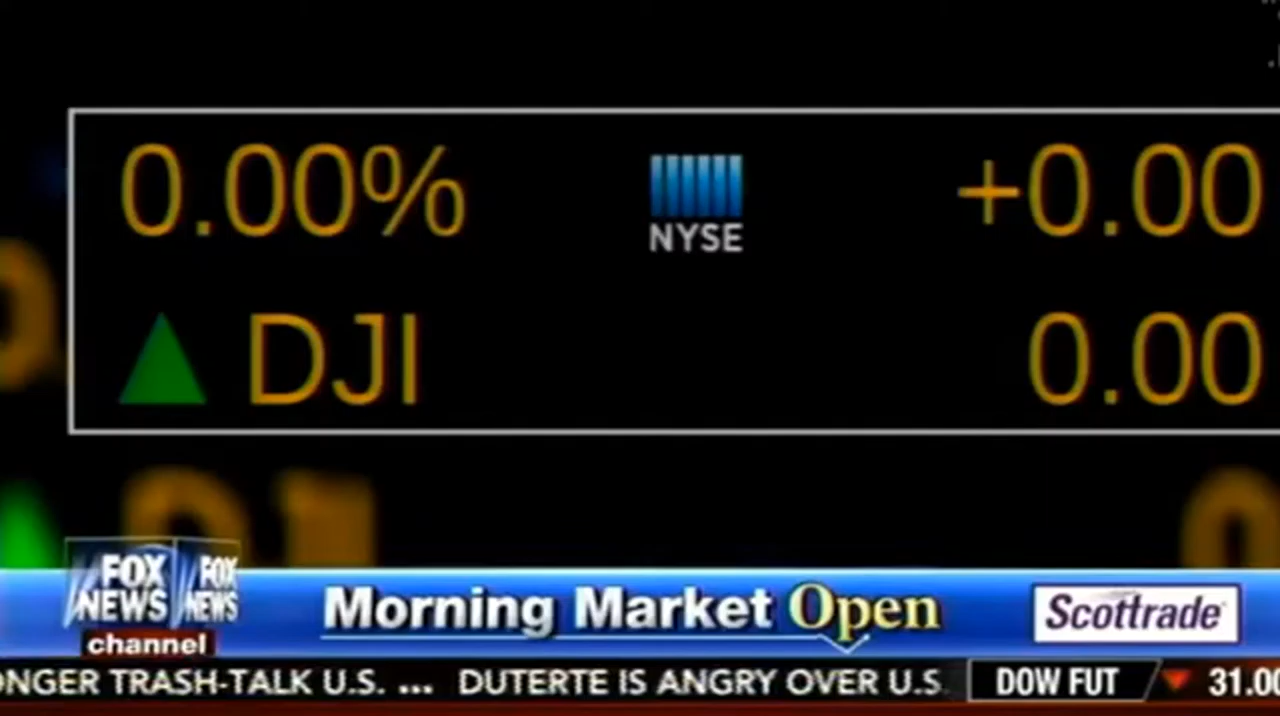 0.00% NYSE +0.00
DJI 0.00
FOX NEWS FOX NEWS
channel
Morning Market Open
Scottrade
ONGER TRASH-TALK U.S. ... DUTERTE IS ANGRY OVER U.S DOW FUT 31.00